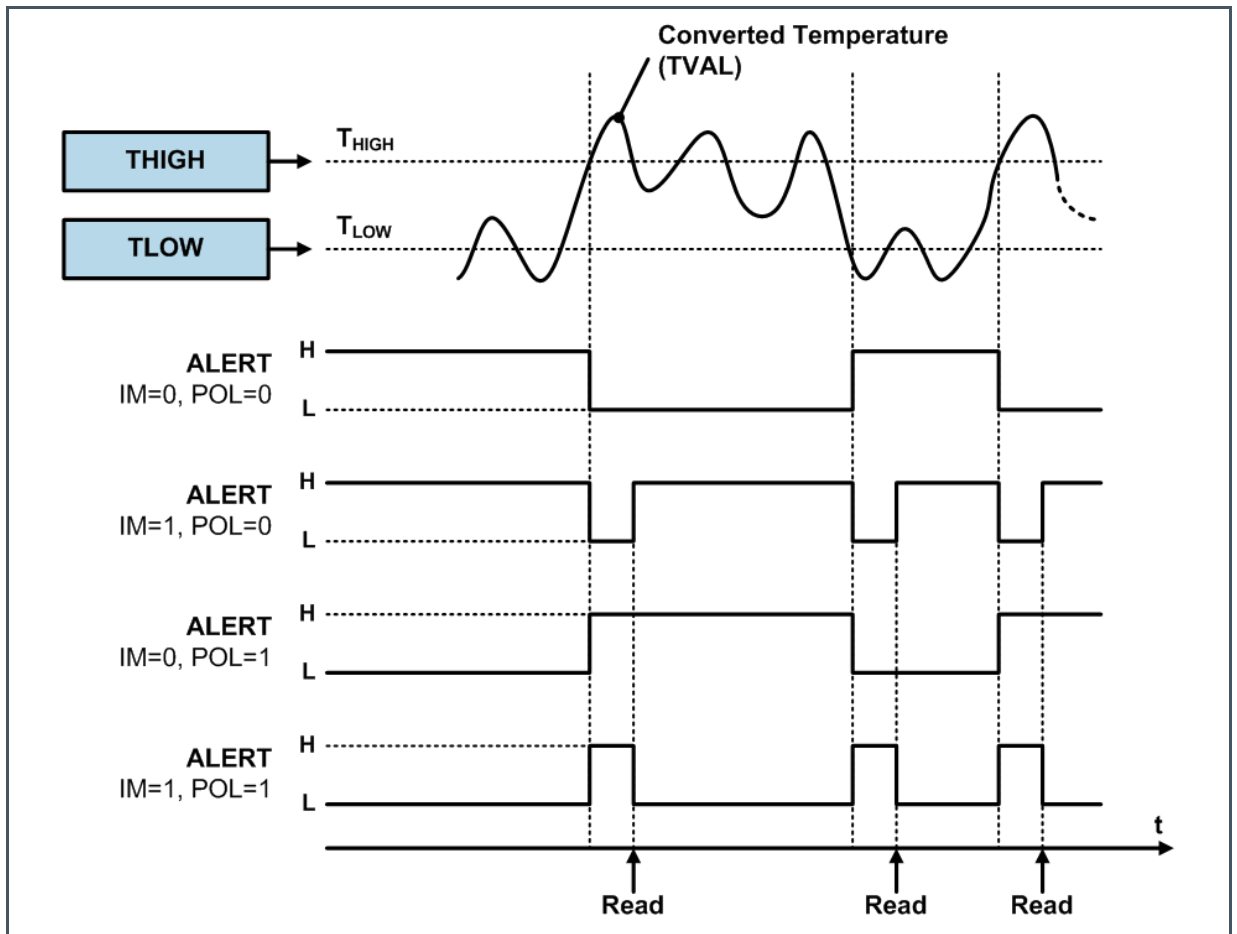 Converted Temperature
(TVAL)
THIGH
THIGH
TLOW
TLOW
ALERT
IM=0, POL=0
H
L
ALERT
IM=1, POL=0
H
L
ALERT
IM=0, POL=1
H
L
ALERT
IM=1, POL=1
H
L
t
Read
Read
Read